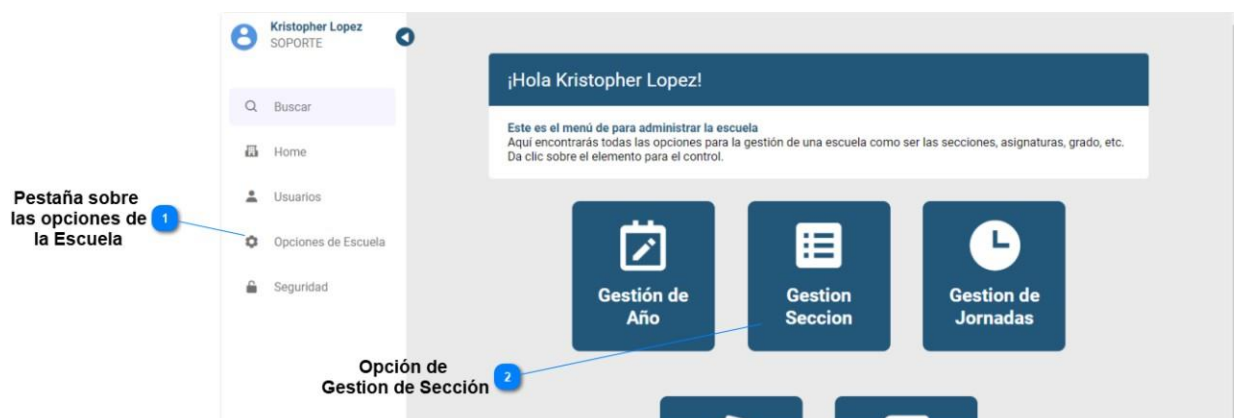 Kristopher Lopez
SOPORTE
Buscar
Home
Usuarios
Opciones de Escuela
Seguridad
Pestaña sobre
las opciones de
la Escuela
1
¡Hola Kristopher Lopez!
Este es el menú de para administrar la escuela
Aquí encontrarás todas las opciones para la gestión de una escuela como ser las secciones, asignaturas, grado, etc.
Da clic sobre el elemento para el control.
Gestión de
Año
Gestion
Seccion
Gestion de
Jornadas
Opción de
Gestion de Sección
2